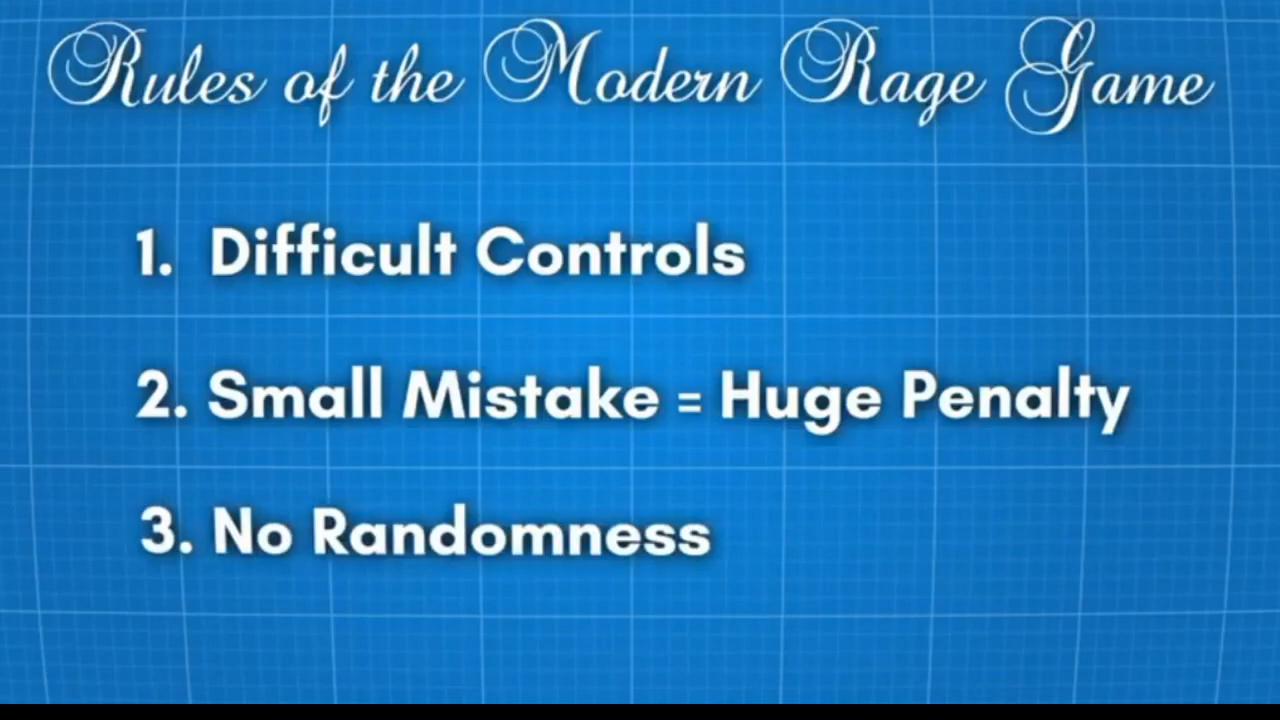 Rules of the Modern Rage Game
1. Difficult Controls
2. Small Mistake = Huge Penalty
3. No Randomness